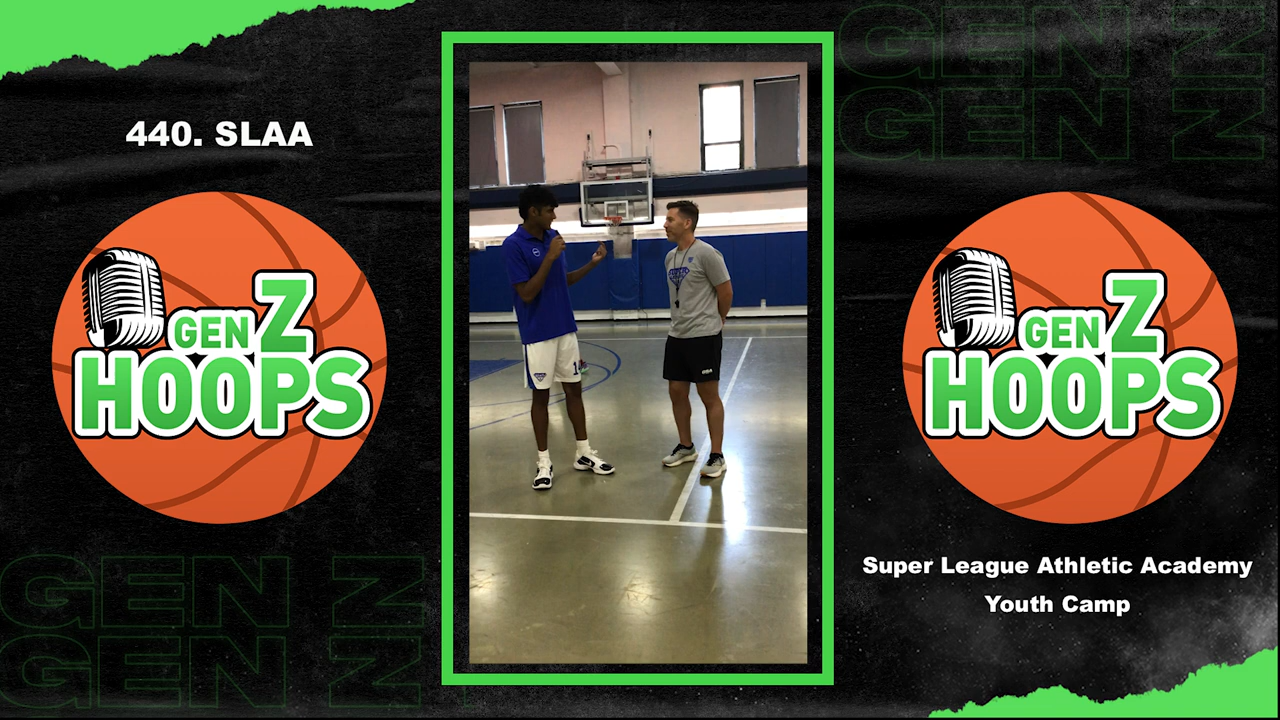 GEN Z
GEN Z
440. SLAA
GEN Z
HOOPS
GEN Z
HOOPS
Super League Athletic Academy
Youth Camp
GEN Z
GEN Z